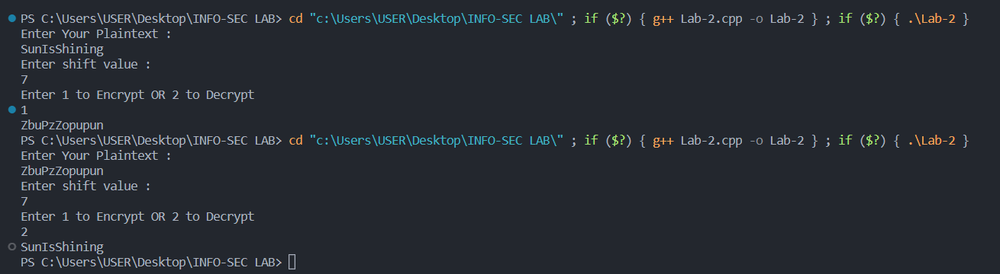 PS C:\Users\USER\Desktop\INFO-SEC LAB> cd "c:\Users\USER\Desktop\INFO-SEC LAB\" ; if ($?) { g++ Lab-2.cpp -o Lab-2 } ; if ($?) { .\Lab-2 }
Enter Your Plaintext :
SunIsShining
Enter shift value :
7
Enter 1 to Encrypt OR 2 to Decrypt
1
ZbuPzZopupun
PS C:\Users\USER\Desktop\INFO-SEC LAB> cd "c:\Users\USER\Desktop\INFO-SEC LAB\" ; if ($?) { g++ Lab-2.cpp -o Lab-2 } ; if ($?) { .\Lab-2 }
Enter Your Plaintext :
ZbuPzZopupun
Enter shift value :
7
Enter 1 to Encrypt OR 2 to Decrypt
2
SunIsShining
PS C:\Users\USER\Desktop\INFO-SEC LAB>